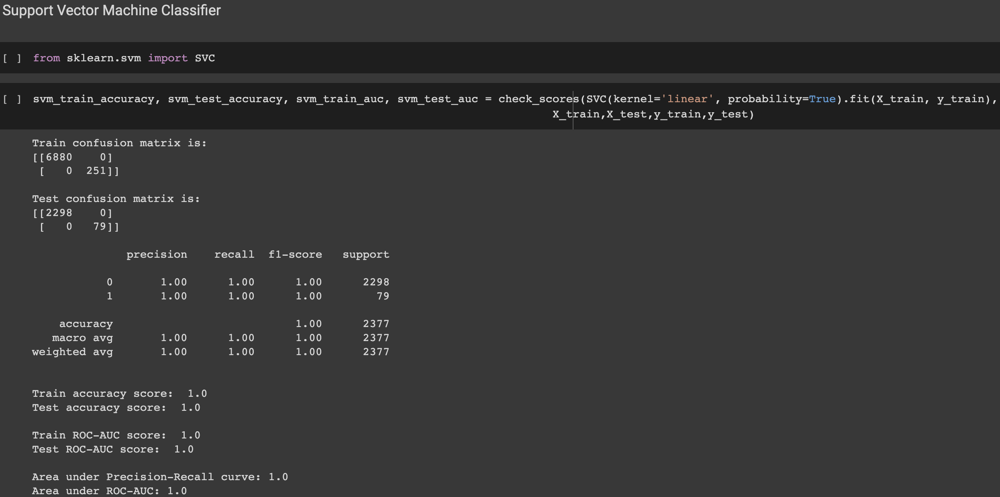 Support Vector Machine Classifier
[ ] from sklearn.svm import SVC
[ ] svm_train_accuracy, svm_test_accuracy, svm_train_auc, svm_test_auc = check_scores(SVC(kernel='linear', probability=True).fit(X_train, y_train),
X_train,X_test,y_train,y_test)
Train confusion matrix is:
[[6880    0]
 [   0  251]]
Test confusion matrix is:
[[2298    0]
 [   0   79]]
precision    recall  f1-score   support
0       1.00      1.00      1.00      2298
1       1.00      1.00      1.00        79
accuracy                           1.00      2377
macro avg       1.00      1.00      1.00      2377
weighted avg       1.00      1.00      1.00      2377
Train accuracy score:  1.0
Test accuracy score:  1.0
Train ROC-AUC score:  1.0
Test ROC-AUC score:  1.0
Area under Precision-Recall curve: 1.0
Area under ROC-AUC: 1.0